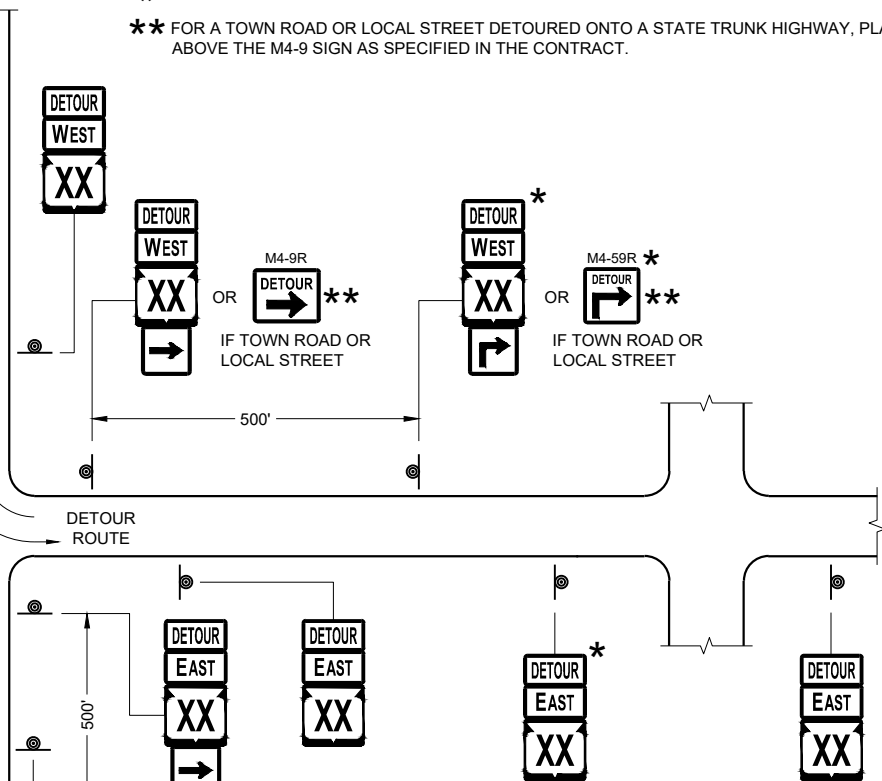 ** FOR A TOWN ROAD OR LOCAL STREET DETOURED ONTO A STATE TRUNK HIGHWAY,
ABOVE THE M4-9 SIGN AS SPECIFIED IN THE CONTRACT.
DETOUR
WEST
XX
DETOUR
WEST
XX
OR
M4-9R
DETOUR
**
IF TOWN ROAD OR
LOCAL STREET
DETOUR
*
WEST
XX
OR
M4-59R *
DETOUR
**
IF TOWN ROAD OR
LOCAL STREET
500'
DETOUR
ROUTE
500'
DETOUR
EAST
XX
DETOUR
EAST
XX
DETOUR
*
EAST
XX
DETOUR
EAST
XX